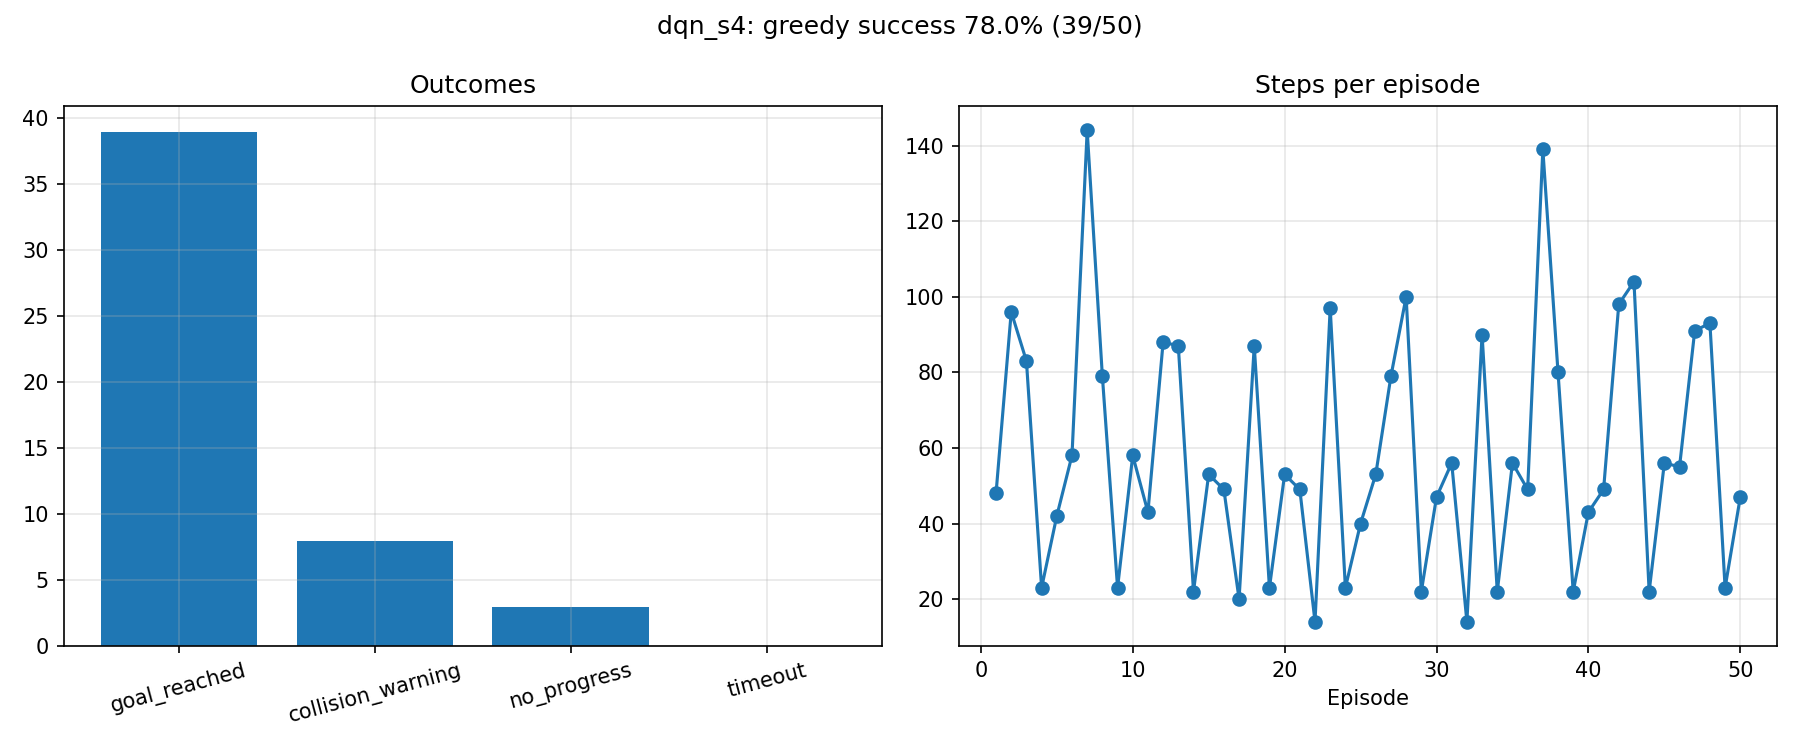 dqn_s4: greedy success 78.0% (39/50)
Outcomes
40
35
30
25
20
15
10
5
0
goal_reached
collision_warning
no_progress
timeout
Steps per episode
140
120
100
80
60
40
20
0 10 20 30 40 50
Episode